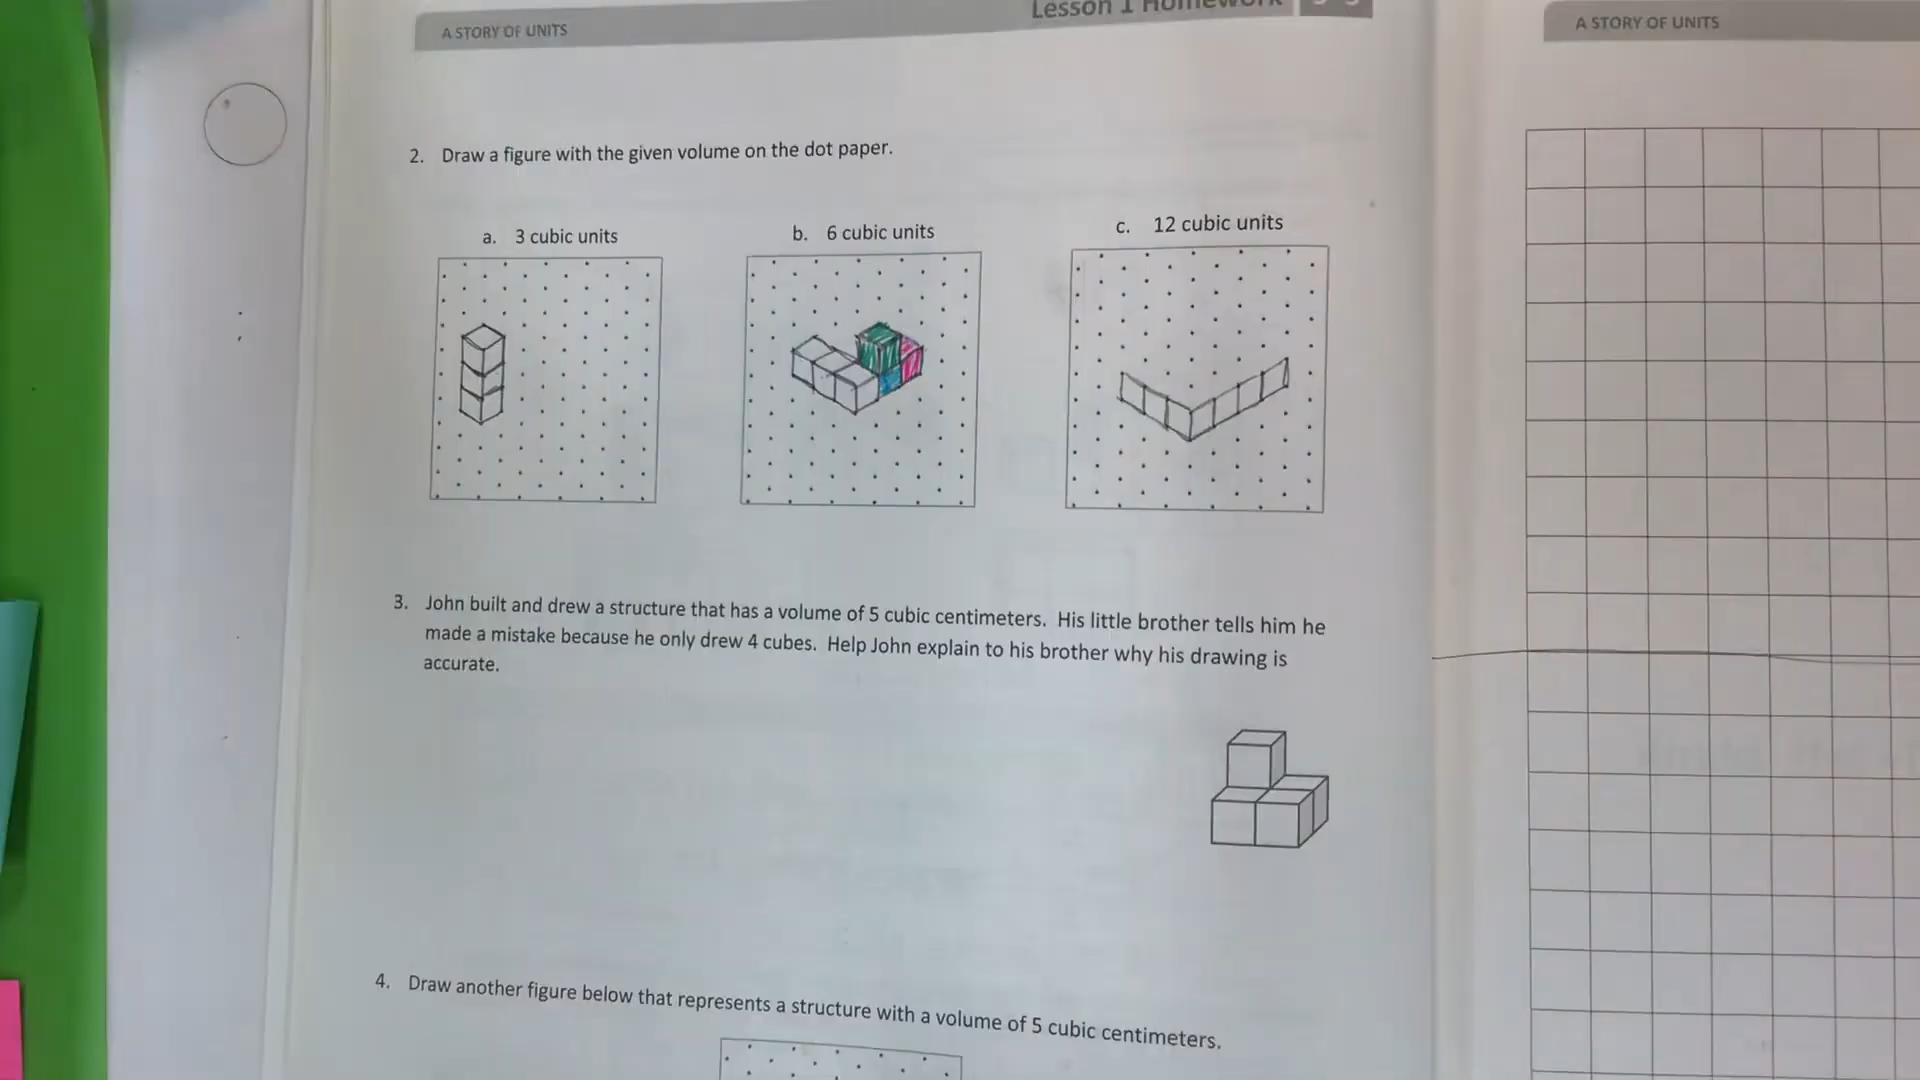 Lesson 1 Homework
A STORY OF UNITS
A STORY OF UNITS
2. Draw a figure with the given volume on the dot paper.
a. 3 cubic units
b. 6 cubic units
c. 12 cubic units
3. John built and drew a structure that has a volume of 5 cubic centimeters. His little brother tells him he
made a mistake because he only drew 4 cubes. Help John explain to his brother why his drawing is
accurate.
4. Draw another figure below that represents a structure with a volume of 5 cubic centimeters.